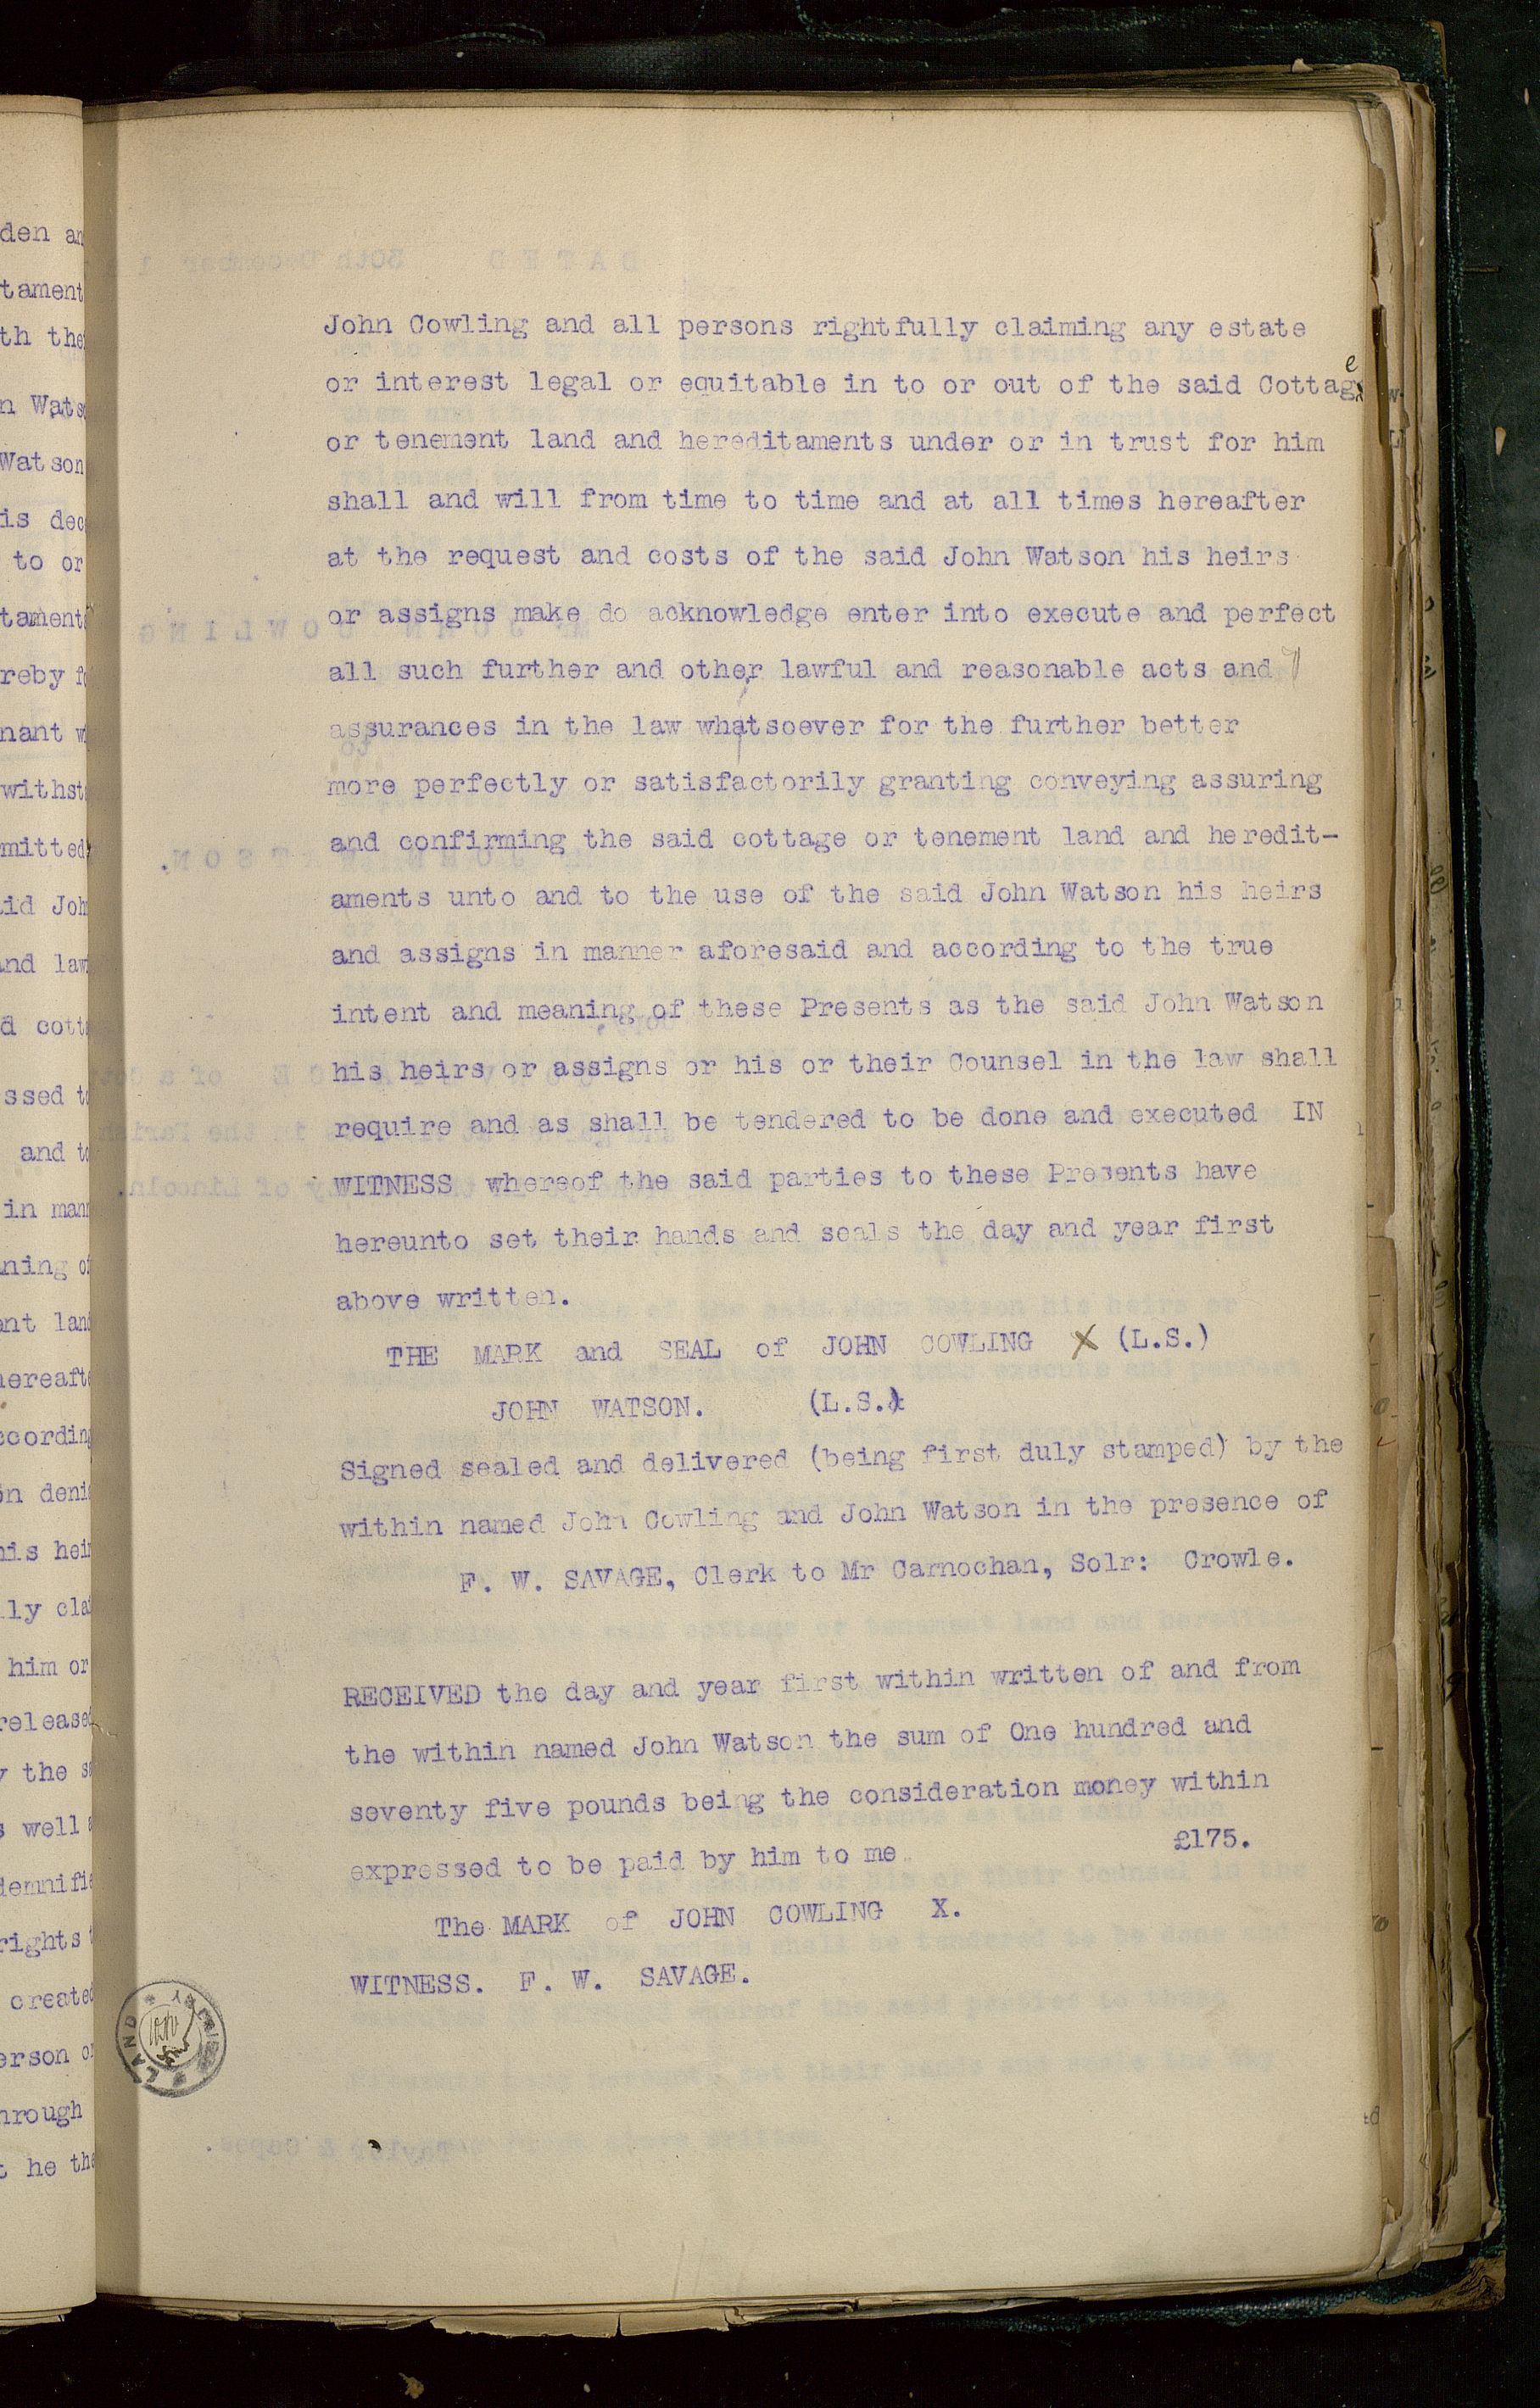 John Cowling and all persons rightfully claiming any estate
or interest legal or equitable in to or out of the said Cottage
or tenement land and hereditaments under or in trust for him
shall and will from time to time and at all times hereafter
at the request and costs of the said John Watson his heirs
or assigns make do acknowledge enter into execute and perfect
all such further and other lawful and reasonable acts and
assurances in the law whatsoever for the further better
more perfectly or satisfactorily granting conveying assuring
and confirming the said cottage or tenement land and heredit-
aments unto and to the use of the said John Watson his heirs
and assigns in manner aforesaid and according to the true
intent and meaning of these Presents as the said John Watson
his heirs or assigns or his or their Counsel in the law shall
require and as shall be tendered to be done and executed IN
WITNESS whereof the said parties to these Presents have
hereunto set their hands and seals the day and year first
above written.
THE MARK and SEAL of JOHN COWLING X (L.S.)
JOHN WATSON. (L.S.)
Signed sealed and delivered (being first duly stamped) by the
within named John Cowling and John Watson in the presence of
F. W. SAVAGE, Clerk to Mr Carnochan, Solr: Crowle.
RECEIVED the day and year first within written of and from
the within named John Watson the sum of One hundred and
seventy five pounds being the consideration money within
expressed to be paid by him to me. £175.
The MARK of JOHN COWLING X.
WITNESS. F. W. SAVAGE.